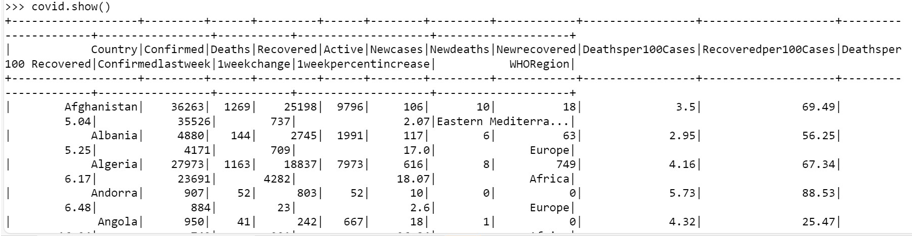 >>> covid.show()
+--------------------+---------+------+---------+------+--------+---------+------------+-----------------+--------------------+---------
-------------+-----------------+-----------+-------------------+--------------------+
|             Country|Confirmed|Deaths|Recovered|Active|Newcases|Newdeaths|Newrecovered|Deathsper100Cases|Recoveredper100Cases|Deathsper
100 Recovered|Confirmedlastweek|1weekchange|1weekpercentincrease|           WHORegion|
+--------------------+---------+------+---------+------+--------+---------+------------+-----------------+--------------------+---------
-------------+-----------------+-----------+-------------------+--------------------+
|         Afghanistan|    36263|  1269|    25198|  9796|     106|       10|          18|              3.5|               69.49|
5.04|            35526|        737|                2.07|Eastern Mediterra...|
|             Albania|     4880|   144|     2745|  1991|     117|        6|          63|             2.95|               56.25|
5.25|             4171|        709|                17.0|              Europe|
|             Algeria|    27973|  1163|    18837|  7973|     616|        8|         749|             4.16|               67.34|
6.17|            23691|       4282|               18.07|              Africa|
|             Andorra|      907|    52|      803|    52|      10|        0|           0|             5.73|               88.53|
6.48|              884|         23|                 2.6|              Europe|
|              Angola|      950|    41|      242|   667|      18|        1|           0|             4.32|               25.47|